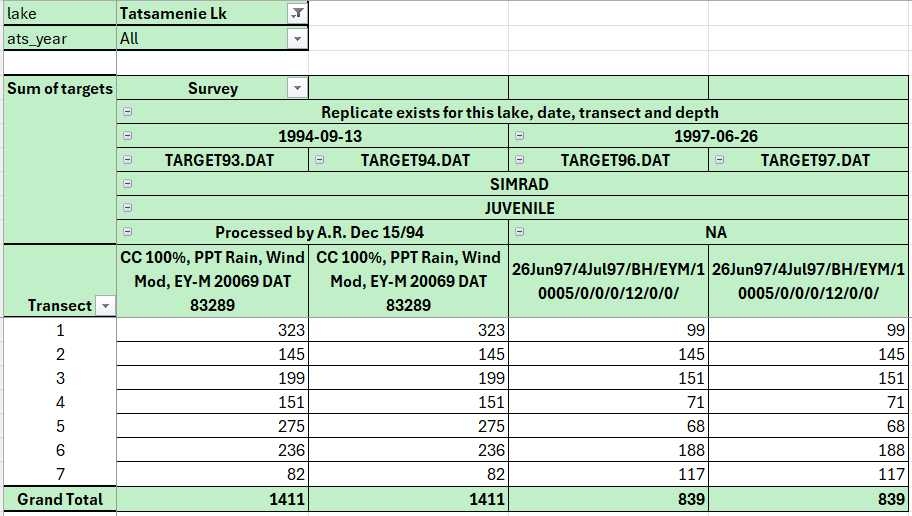 lake Tatsamenie Lk
ats_year All
Sum of targets Survey
Replicate exists for this lake, date, transect and depth
1994-09-13 1997-06-26
TARGET93.DAT TARGET94.DAT TARGET96.DAT TARGET97.DAT
SIMRAD
JUVENILE
Processed by A.R. Dec 15/94 NA
CC 100%, PPT Rain, Wind CC 100%, PPT Rain, Wind
Mod, EY-M 20069 DAT Mod, EY-M 20069 DAT 26Jun97/4Jul97/BH/EYM/1 26Jun97/4Jul97/BH/EYM/1
83289 83289 0005/0/0/0/12/0/0/ 0005/0/0/0/12/0/0/
Transect
1 323 323 99 99
2 145 145 145 145
3 199 199 151 151
4 151 151 71 71
5 275 275 68 68
6 236 236 188 188
7 82 82 117 117
Grand Total 1411 1411 839 839